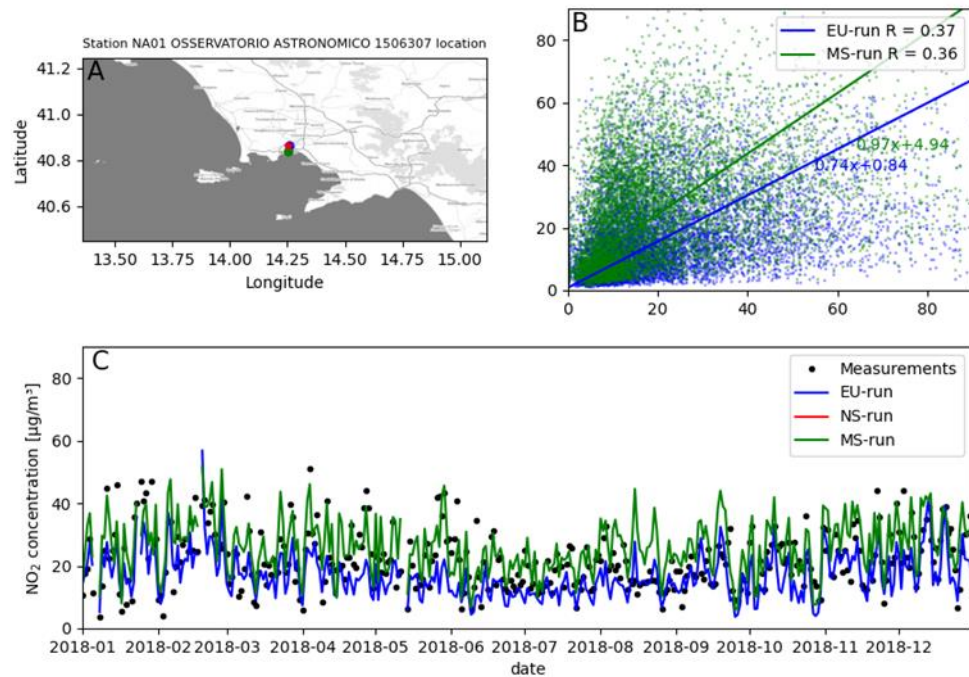 Station NA01 OSSERVATORIO ASTRONOMICO 1506307 location
A
41.2
41.0
40.8
40.6
Latitude
13.50 13.75 14.00 14.25 14.50 14.75 15.00
Longitude
B
EU-run R = 0.37
MS-run R = 0.36
0.97x+4.94
0.74x+0.84
80
60
40
20
0
0 20 40 60 80
C
Measurements
EU-run
NS-run
MS-run
80
60
40
20
0
NO₂ concentration [µg/m³]
2018-01 2018-02 2018-03 2018-04 2018-05 2018-06 2018-07 2018-08 2018-09 2018-10 2018-11 2018-12
date